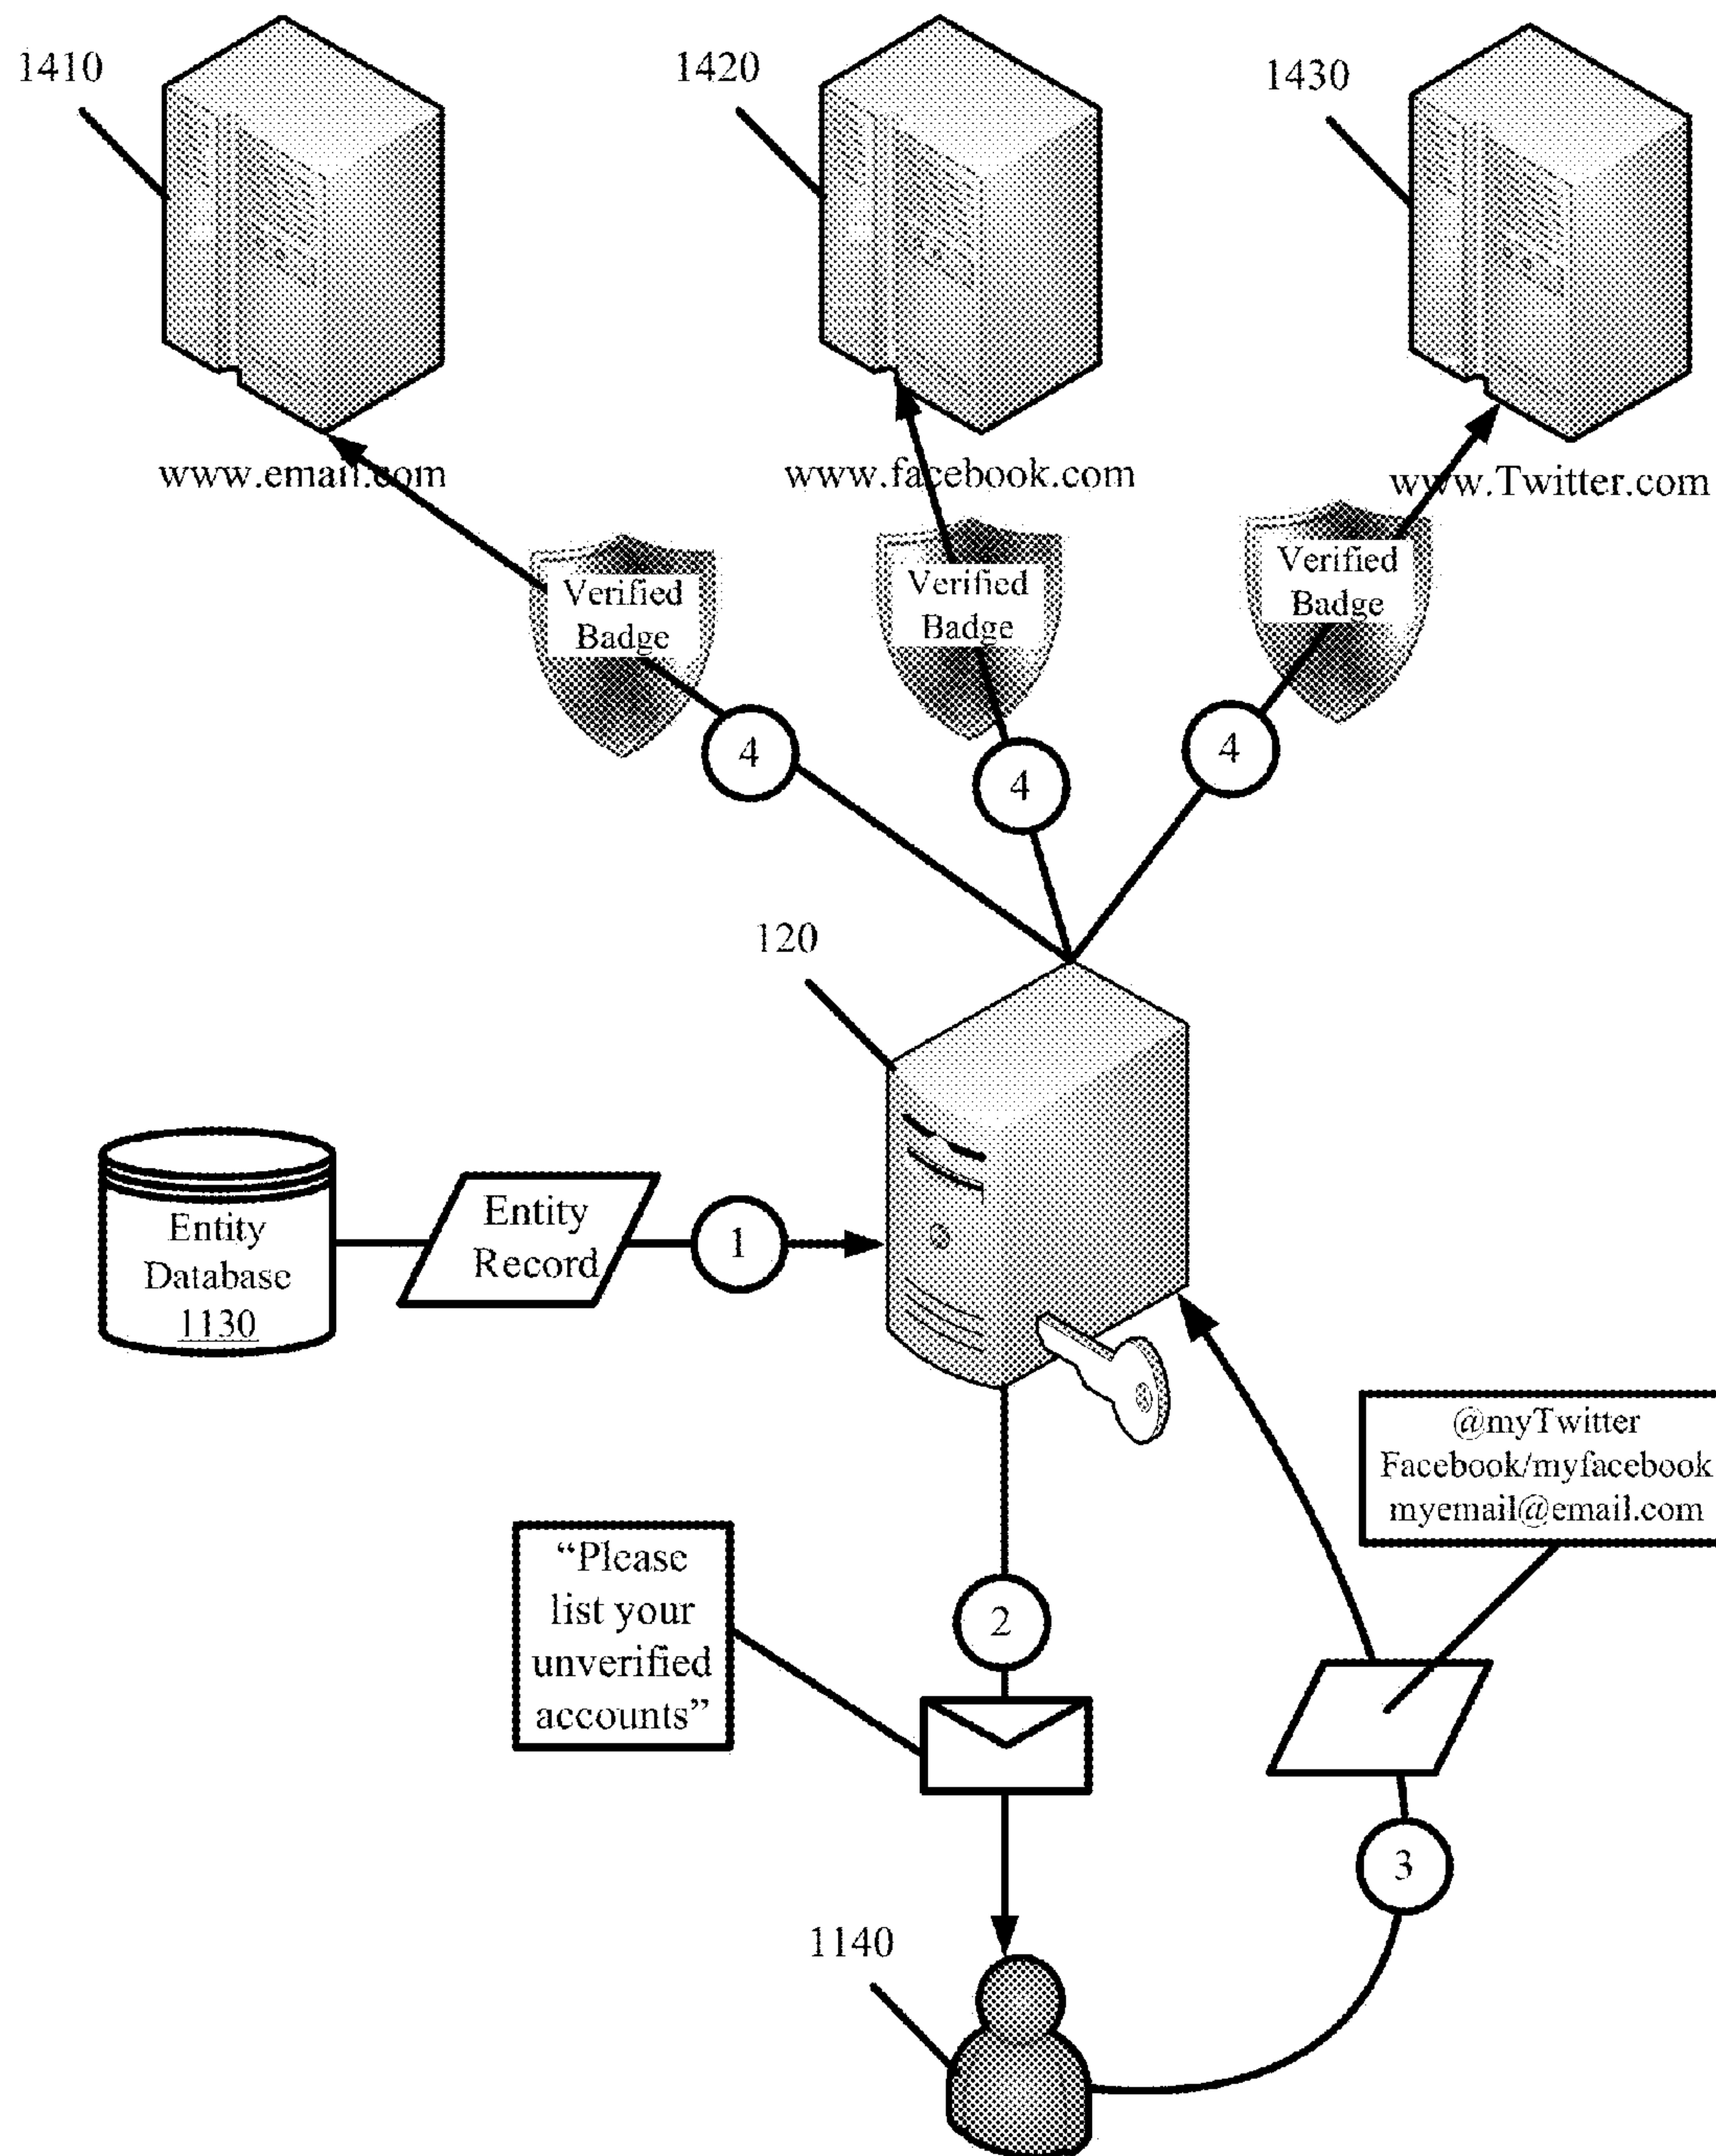 1410
1420
1430
www.email.com
www.facebook.com
www.Twitter.com
Verified
Badge
Verified
Badge
Verified
Badge
4
4
4
120
Entity
Database
1130
Entity
Record
1
@myTwitter
Facebook/myfacebook
myemail@email.com
“Please
list your
unverified
accounts”
2
3
1140